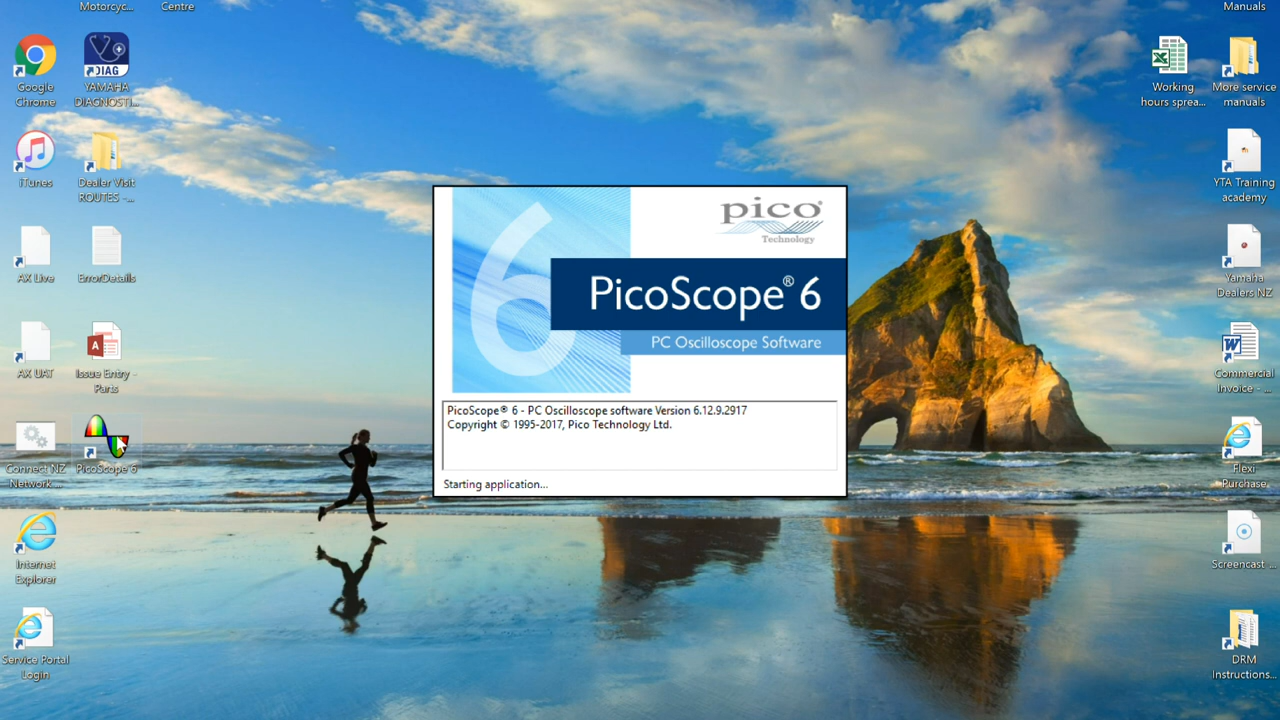 Motorcyc...
Centre
Manuals
Google
Chrome
DIAG
YAMAHA
DIAGNOSTI...
Working
hours sprea...
More service
manuals
iTunes
Dealer Visit
ROUTES -...
YTA Training
academy
AX Live
ErrorDetails
Yamaha
Dealers NZ
AX UAT
A
Issue Entry -
Parts
W
Commercial
Invoice - ...
Connect NZ
Network ...
PicoScope 6
Flexi
Purchase
Internet
Explorer
Screencast ...
Service Portal
Login
DRM
Instructions...
6
pico®
Technology
PicoScope® 6
PC Oscilloscope Software
PicoScope® 6 - PC Oscilloscope software Version 6.12.9.2917
Copyright © 1995-2017, Pico Technology Ltd.
Starting application...